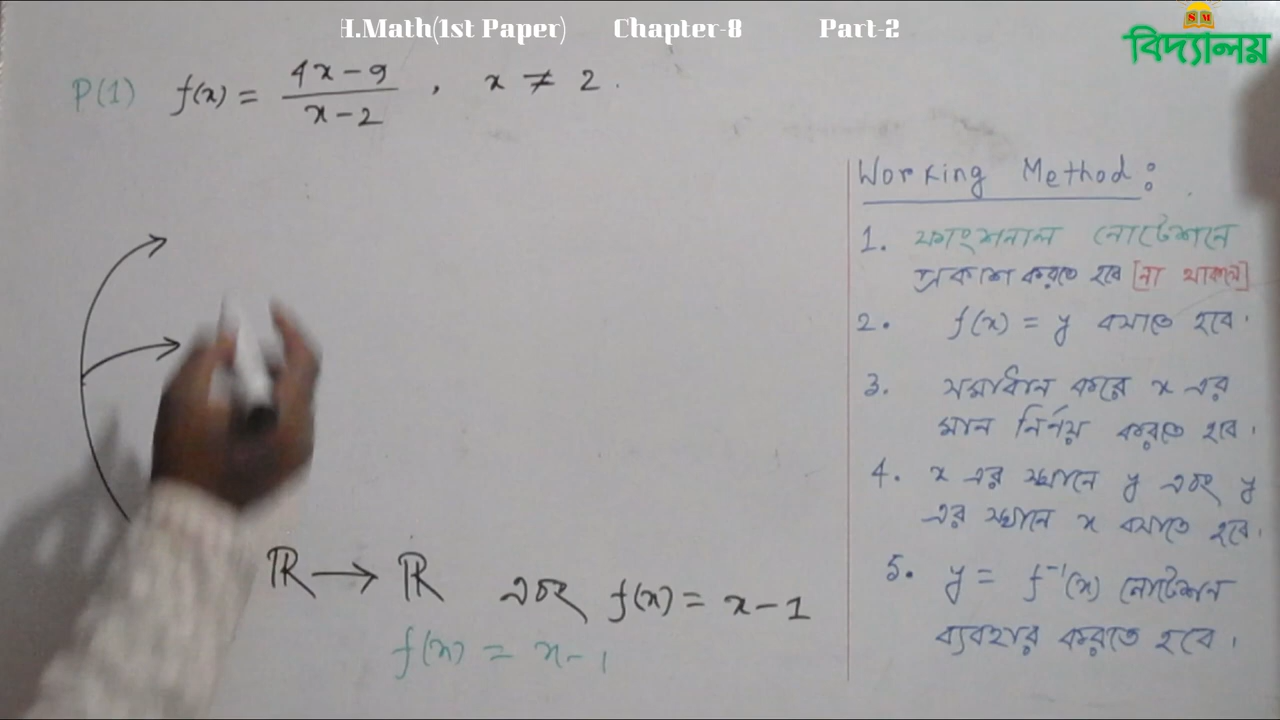 H.Math(1st Paper) Chapter-8 Part-2
SM
বিদ্যালয়
P(1) f(x) = (4x-9)/(x-2) , x ≠ 2.
Working Method:
1. ফাংশনাল নোটেশনে
প্রকাশ করতে হবে [না থাকলে]
2. f(x) = y বসাতে হবে।
3. সমাধান করে x এর
মান নির্নয় করতে হবে।
4. x এর স্থানে y এবং y
এর স্থানে x বসাতে হবে।
5. y = f⁻¹(x) নোটেশন
ব্যবহার করতে হবে।
ℝ → ℝ এবং f(x) = x-1
f(x) = x-1